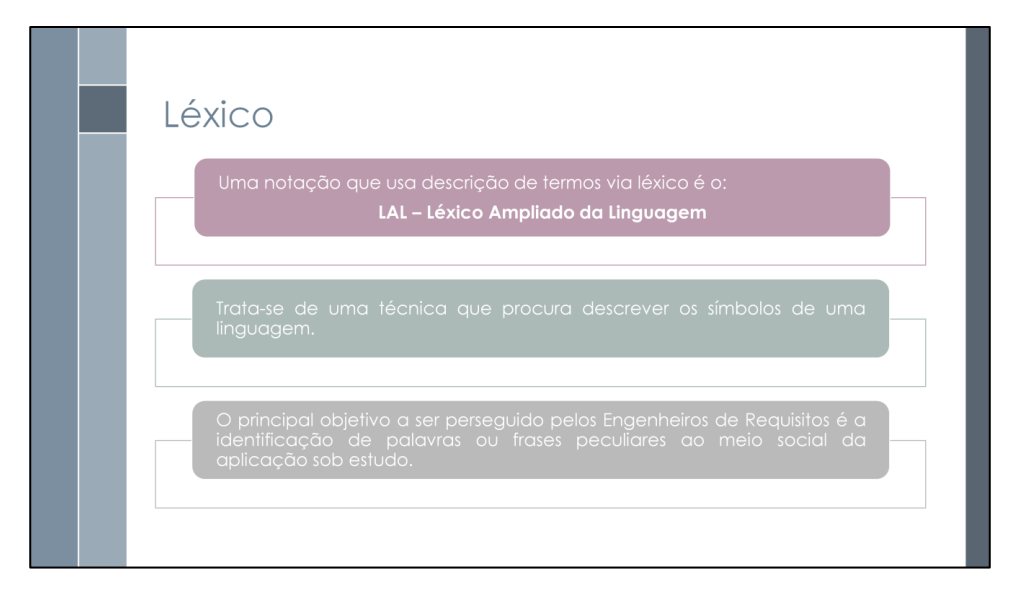 Léxico
Uma notação que usa descrição de termos via léxico é o:
LAL – Léxico Ampliado da Linguagem
Trata-se de uma técnica que procura descrever os símbolos de uma
linguagem.
O principal objetivo a ser perseguido pelos Engenheiros de Requisitos é a
identificação de palavras ou frases peculiares ao meio social da
aplicação sob estudo.